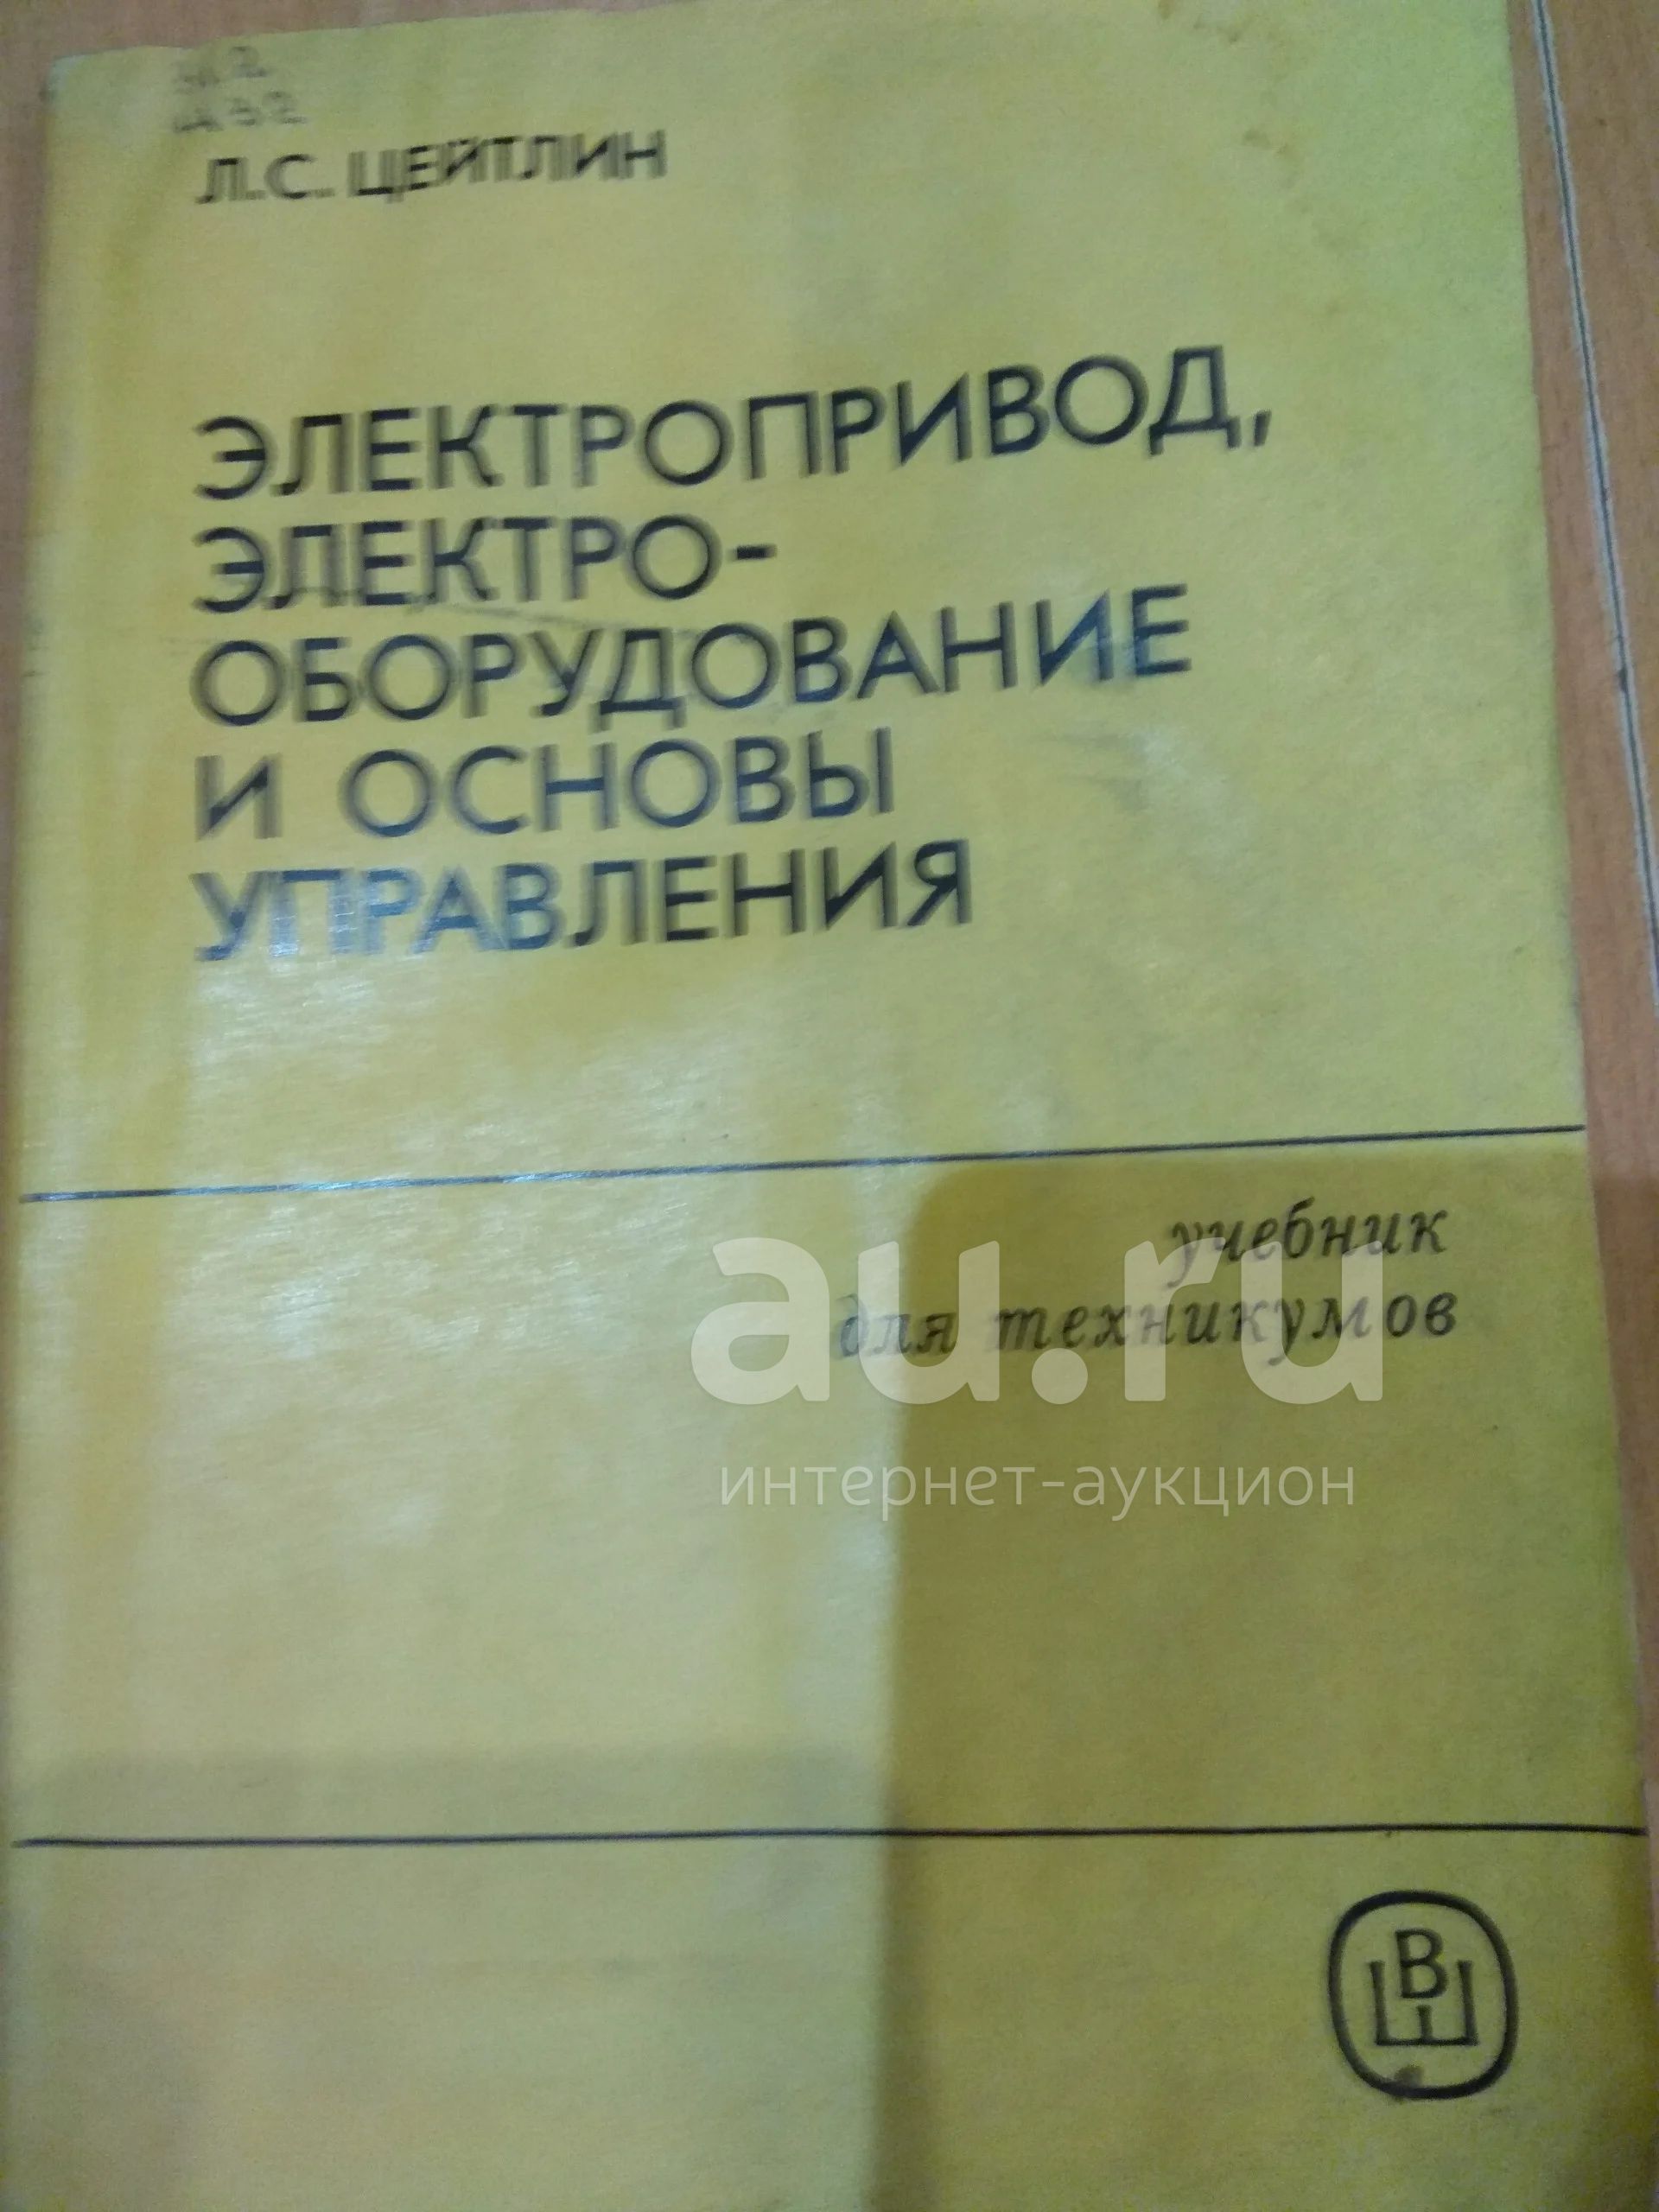 Л.С. ЦЕЙТЛИН
ЭЛЕКТРОПРИВОД,
ЭЛЕКТРО-
ОБОРУДОВАНИЕ
И ОСНОВЫ
УПРАВЛЕНИЯ
учебник
для техникумов
au.ru
интернет-аукцион
В
Ш